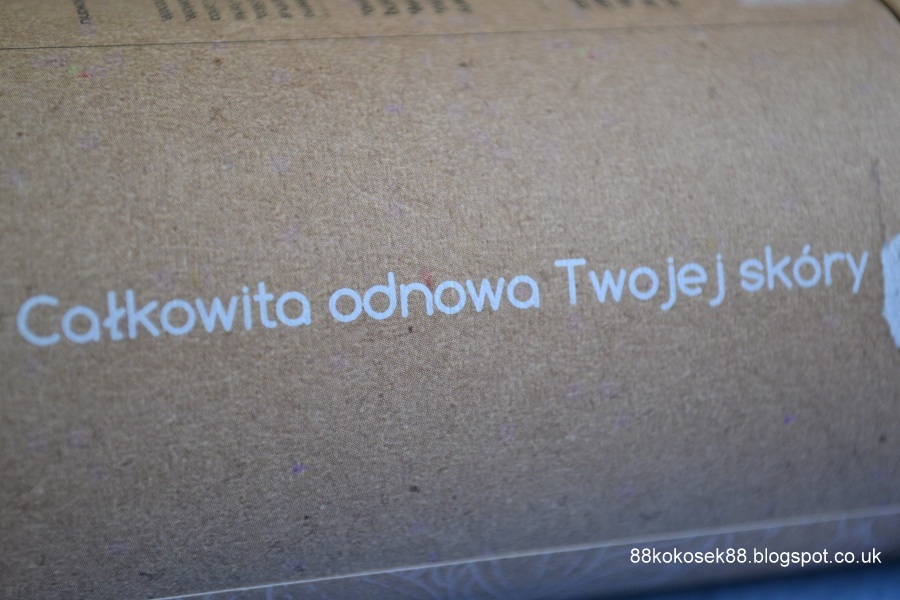 Całkowita odnowa Twojej skóry
88kokosek88.blogspot.co.uk